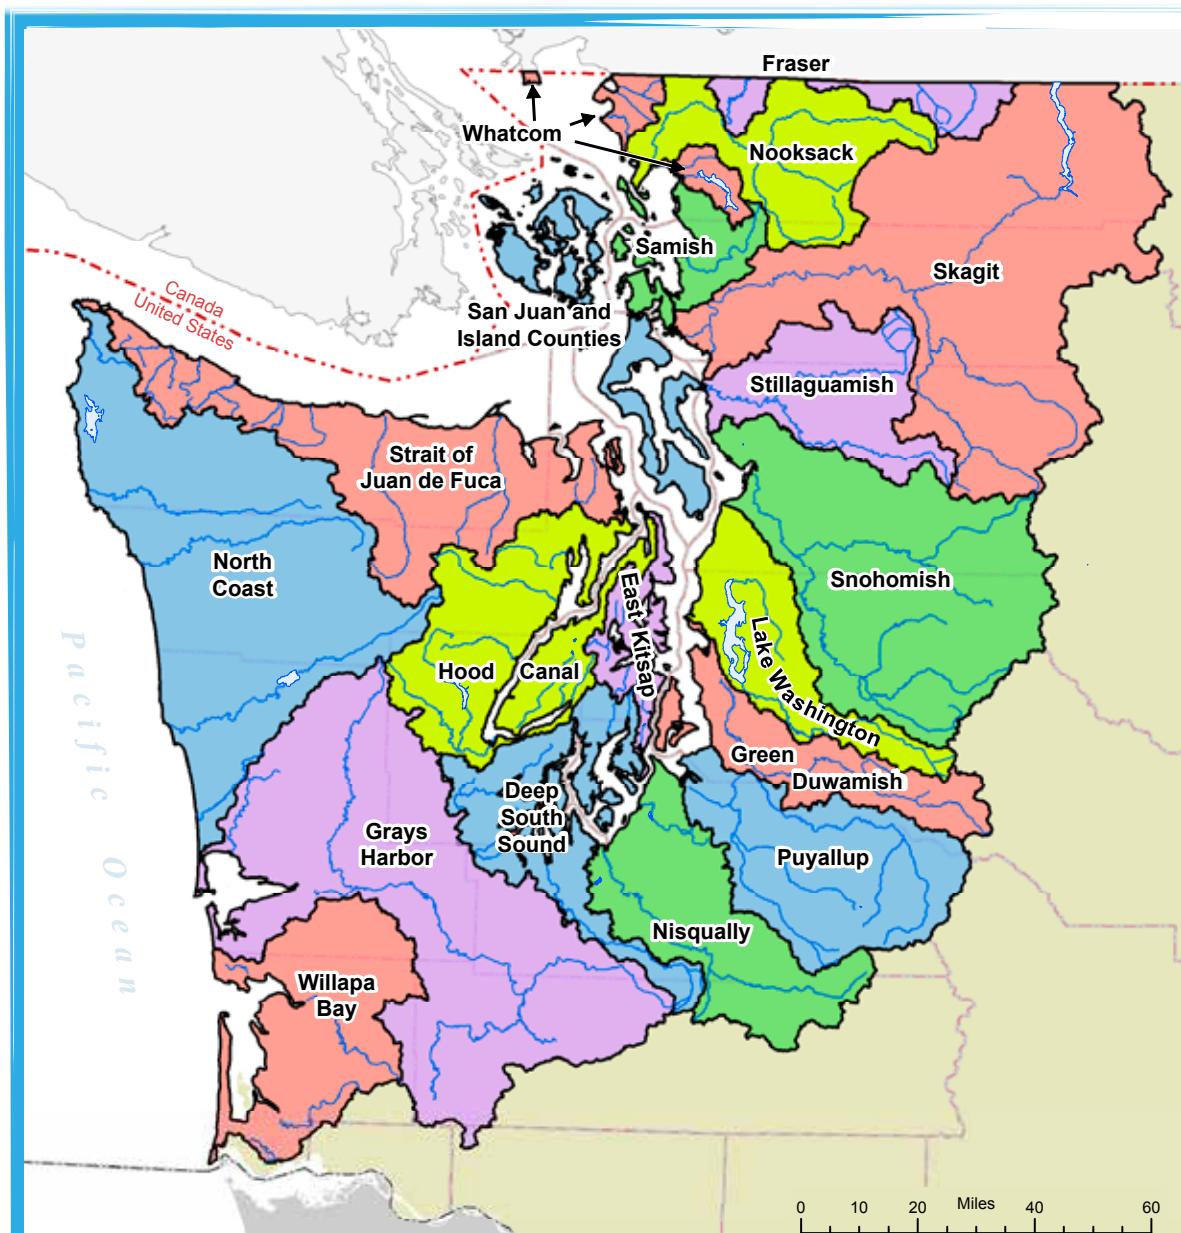 Fraser
Whatcom
Nooksack
Samish
Skagit
Canada
United States
San Juan and
Island Counties
Stillaguamish
Strait of
Juan de Fuca
North
Coast
Snohomish
East Kitsap
Lake Washington
Hood Canal
Pacific Ocean
Green
Duwamish
Deep
South
Sound
Grays
Harbor
Puyallup
Nisqually
Willapa
Bay
Miles
0 10 20 40 60